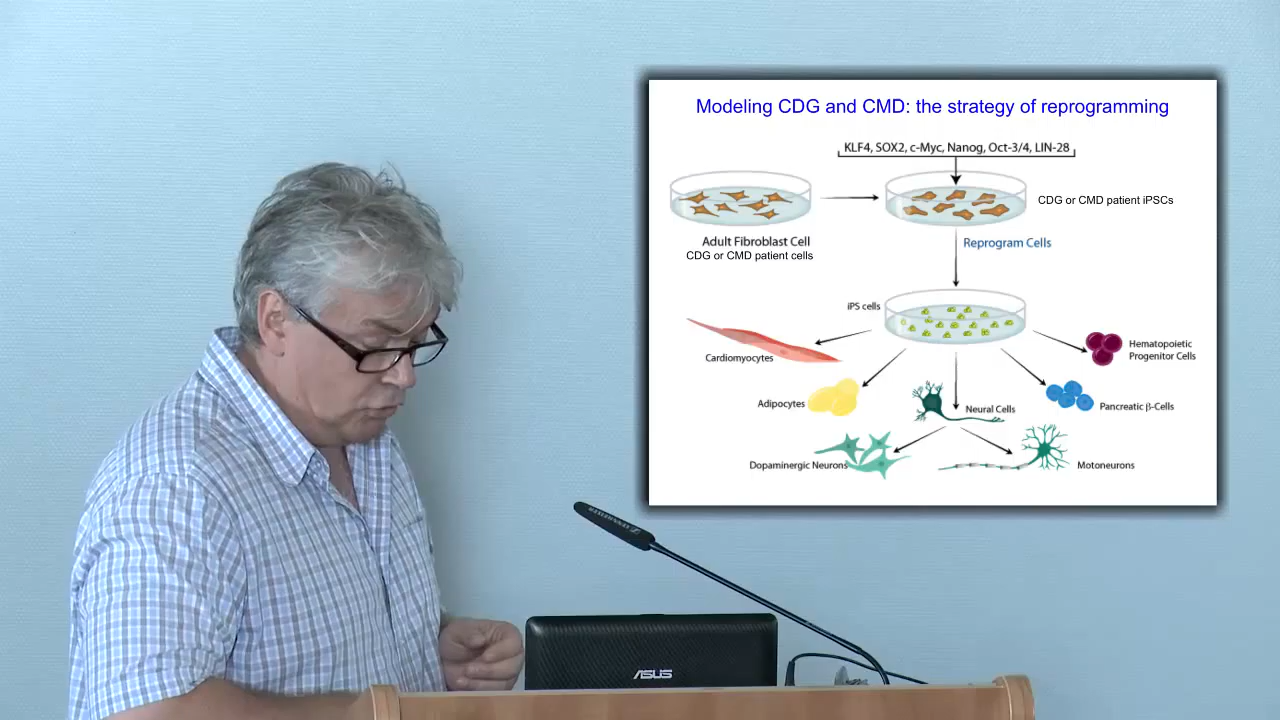 Modeling CDG and CMD: the strategy of reprogramming
KLF4, SOX2, c-Myc, Nanog, Oct-3/4, LIN-28
CDG or CMD patient iPSCs
Adult Fibroblast Cell
CDG or CMD patient cells
Reprogram Cells
iPS cells
Cardiomyocytes
Hematopoietic
Progenitor Cells
Adipocytes
Neural Cells
Pancreatic β-Cells
Dopaminergic Neurons
Motoneurons
SENNHEISER
ASUS